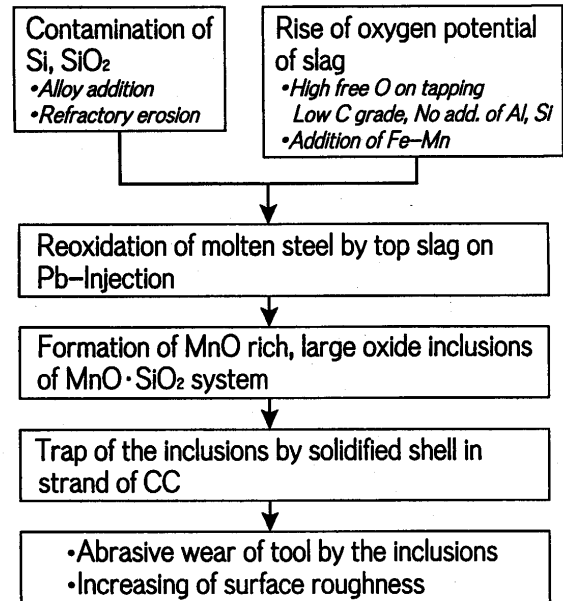 Contamination of
Si, SiO₂
•Alloy addition
•Refractory erosion
Rise of oxygen potential
of slag
•High free O on tapping
Low C grade, No add. of Al, Si
•Addition of Fe-Mn
Reoxidation of molten steel by top slag on
Pb-Injection
Formation of MnO rich, large oxide inclusions
of MnO·SiO₂ system
Trap of the inclusions by solidified shell in
strand of CC
•Abrasive wear of tool by the inclusions
•Increasing of surface roughness